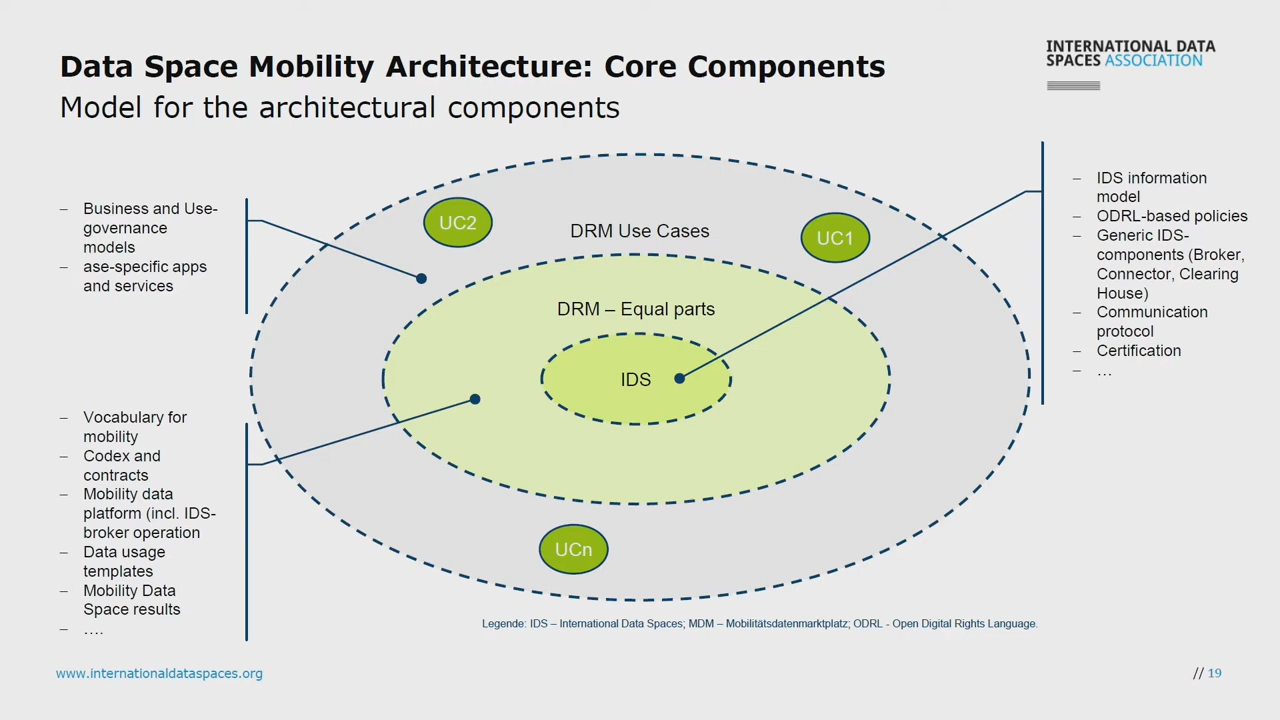 Data Space Mobility Architecture: Core Components
Model for the architectural components
INTERNATIONAL DATA
SPACES ASSOCIATION
– Business and Use-
governance
models
– ase-specific apps
and services
– Vocabulary for
mobility
– Codex and
contracts
– Mobility data
platform (incl. IDS-
broker operation
– Data usage
templates
– Mobility Data
Space results
– ….
UC2
DRM Use Cases
UC1
DRM – Equal parts
IDS
UCn
– IDS information
model
– ODRL-based policies
– Generic IDS-
components (Broker,
Connector, Clearing
House)
– Communication
protocol
– Certification
– …
Legende: IDS – International Data Spaces; MDM – Mobilitätsdatenmarktplatz; ODRL - Open Digital Rights Language.
www.internationaldataspaces.org
// 19